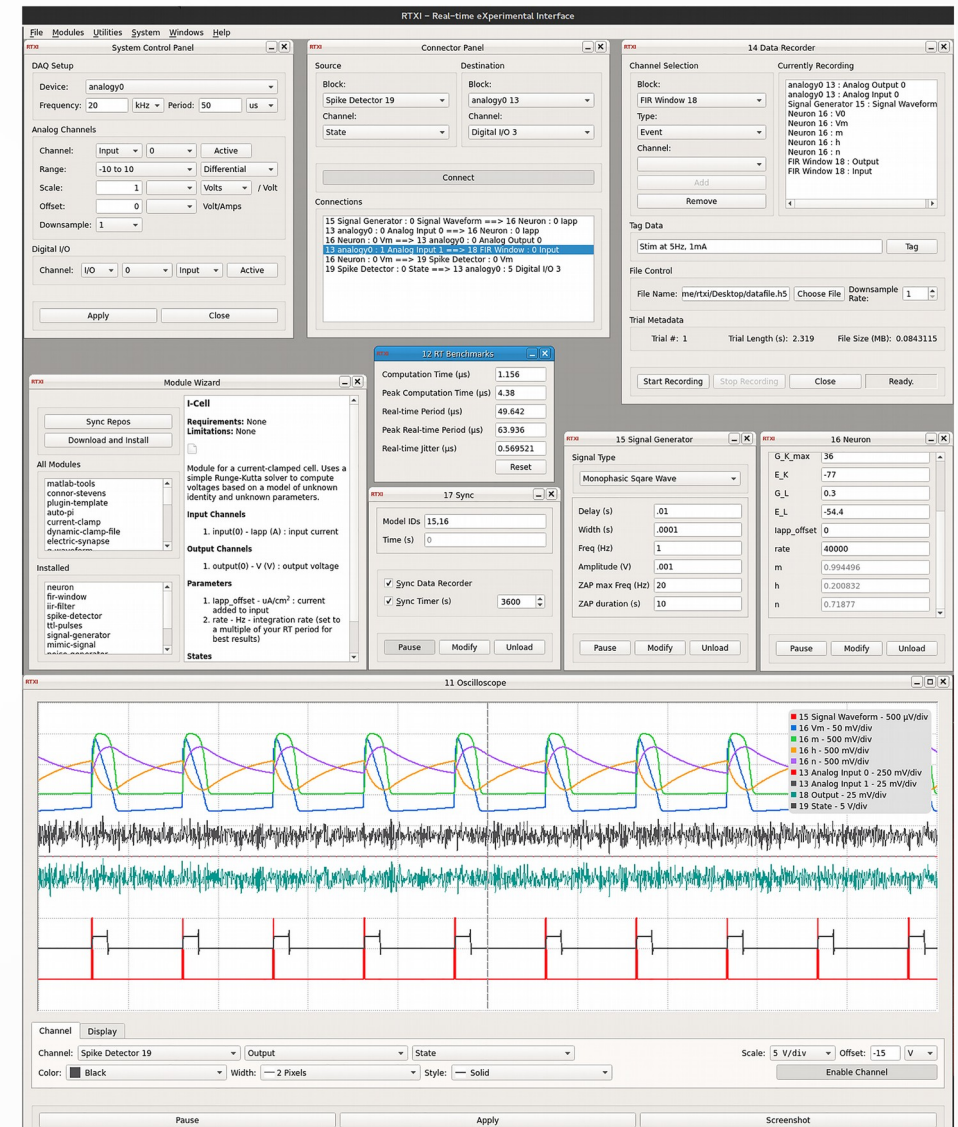 RTXI – Real-time eXperimental Interface
File Modules Utilities System Windows Help
RTXI System Control Panel
DAQ Setup
Device: analogy0
Frequency: 20 kHz Period: 50 us
Analog Channels
Channel: Input 0 Active
Range: -10 to 10 Differential
Scale: 1 Volts / Volt
Offset: 0 Volt/Amps
Downsample: 1
Digital I/O
Channel: I/O 0 Input Active
Apply Close
RTXI Connector Panel
Source Destination
Block: Block:
Spike Detector 19 analogy0 13
Channel: Channel:
State Digital I/O 3
Connect
Connections
15 Signal Generator : 0 Signal Waveform ==> 16 Neuron : 0 Iapp
13 analogy0 : 0 Analog Input 0 ==> 16 Neuron : 0 Iapp
16 Neuron : 0 Vm ==> 13 analogy0 : 0 Analog Output 0
13 analogy0 : 1 Analog Input 1 ==> 18 FIR Window : 0 Input
16 Neuron : 0 Vm ==> 19 Spike Detector : 0 Vm
19 Spike Detector : 0 State ==> 13 analogy0 : 5 Digital I/O 3
RTXI 14 Data Recorder
Channel Selection Currently Recording
Block:
FIR Window 18
Type:
Event
Channel:
Add
Remove
analogy0 13 : Analog Output 0
analogy0 13 : Analog Input 0
Signal Generator 15 : Signal Waveform
Neuron 16 : V0
Neuron 16 : Vm
Neuron 16 : m
Neuron 16 : h
Neuron 16 : n
FIR Window 18 : Output
FIR Window 18 : Input
Tag Data
Stim at 5Hz, 1mA Tag
File Control
File Name: me/rtxi/Desktop/datafile.h5 Choose File Downsample Rate: 1
Trial Metadata
Trial #: 1 Trial Length (s): 2.319 File Size (MB): 0.0843115
Start Recording Stop Recording Close Ready.
RTXI Module Wizard
Sync Repos
Download and Install
All Modules
matlab-tools
connor-stevens
plugin-template
auto-pi
current-clamp
dynamic-clamp-file
electric-synapse
Installed
neuron
fir-window
iir-filter
spike-detector
ttl-pulses
signal-generator
mimic-signal
noise-generator
I-Cell
Requirements: None
Limitations: None
Module for a current-clamped cell. Uses a
simple Runge-Kutta solver to compute
voltages based on a model of unknown
identity and unknown parameters.
Input Channels
1. input(0) - Iapp (A) : input current
Output Channels
1. output(0) - V (V) : output voltage
Parameters
1. Iapp_offset - uA/cm² : current
added to input
2. rate - Hz - integration rate (set to
a multiple of your RT period for
best results)
States
RTXI 12 RT Benchmarks
Computation Time (μs) 1.156
Peak Computation Time (μs) 4.38
Real-time Period (μs) 49.642
Peak Real-time Period (μs) 63.936
Real-time Jitter (μs) 0.569521
Reset
RTXI 17 Sync
Model IDs 15,16
Time (s) 0
Sync Data Recorder
Sync Timer (s) 3600
Pause Modify Unload
RTXI 15 Signal Generator
Signal Type
Monophasic Sqare Wave
Delay (s) .01
Width (s) .0001
Freq (Hz) 1
Amplitude (V) .001
ZAP max Freq (Hz) 20
ZAP duration (s) 10
Pause Modify Unload
RTXI 16 Neuron
G_K_max 36
E_K -77
G_L 0.3
E_L -54.4
Iapp_offset 0
rate 40000
m 0.994496
h 0.200832
n 0.71877
Pause Modify Unload
RTXI 11 Oscilloscope
15 Signal Waveform - 500 μV/div
16 Vm - 50 mV/div
16 m - 500 mV/div
16 h - 500 mV/div
16 n - 500 mV/div
13 Analog Input 0 - 250 mV/div
13 Analog Input 1 - 25 mV/div
18 Output - 25 mV/div
19 State - 5 V/div
Channel Display
Channel: Spike Detector 19 Output State Scale: 5 V/div Offset: -15 V
Color: Black Width: 2 Pixels Style: Solid Enable Channel
Pause Apply Screenshot